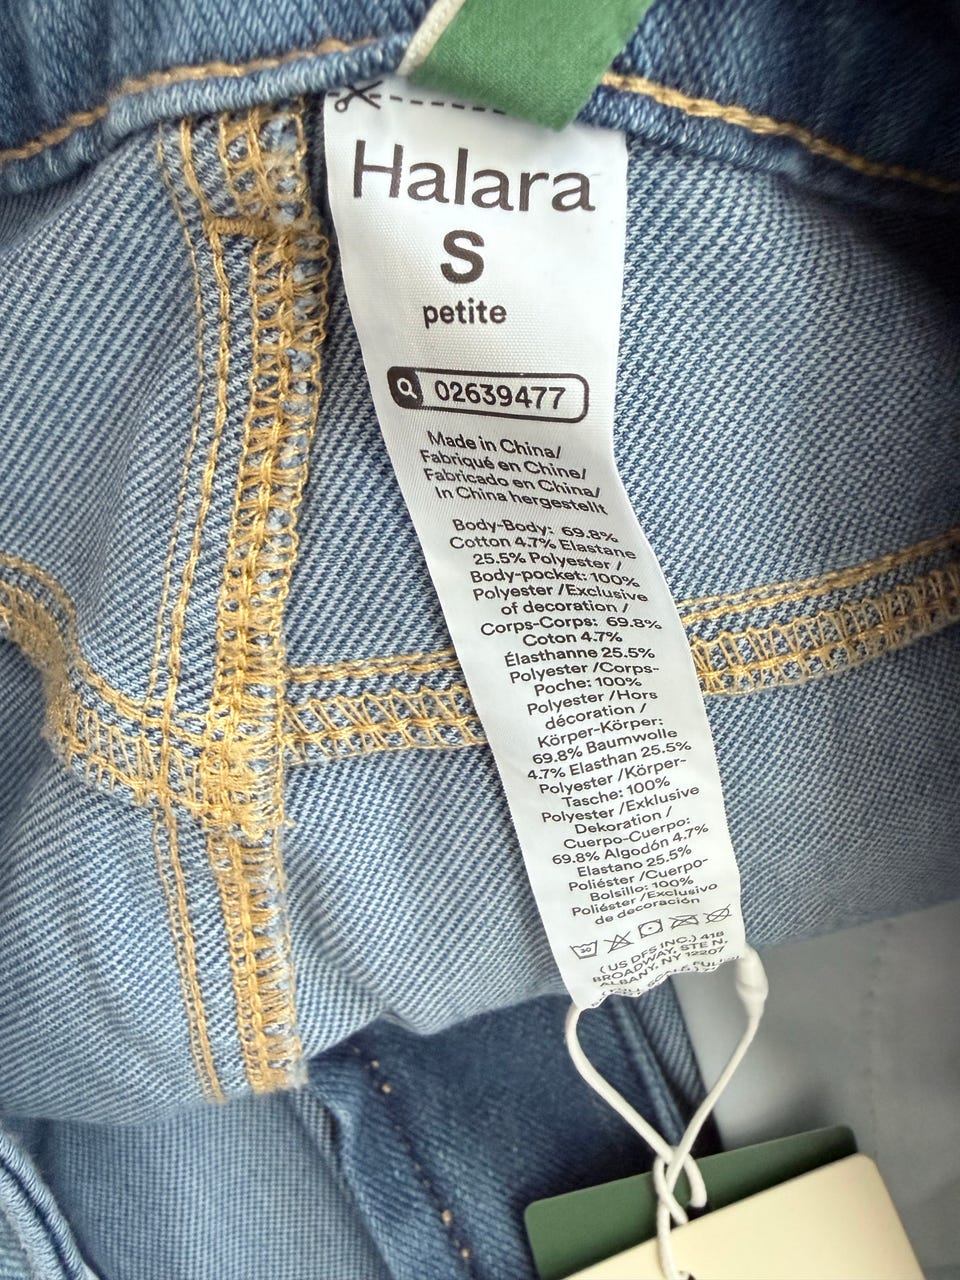 Halara
S
petite
02639477
Made in China/
Fabriqué en Chine/
Fabricado en China/
In China hergestellt
Body-Body: 69.8%
Cotton 4.7% Elastane
25.5% Polyester /
Body-pocket: 100%
Polyester /Exclusive
of decoration /
Corps-Corps: 69.8%
Coton 4.7%
Élasthanne 25.5%
Polyester /Corps-
Poche: 100%
Polyester /Hors
décoration /
Körper-Körper:
69.8% Baumwolle
4.7% Elasthan 25.5%
Polyester /Körper-
Tasche: 100%
Polyester /Exklusive
Dekoration /
Cuerpo-Cuerpo:
69.8% Algodón 4.7%
Elastano 25.5%
Poliéster /Cuerpo-
Bolsillo: 100%
Poliéster /Exclusivo
de decoración
30
( US DFS INC.) 418
BROADWAY, STE N,
ALBANY, NY 12207